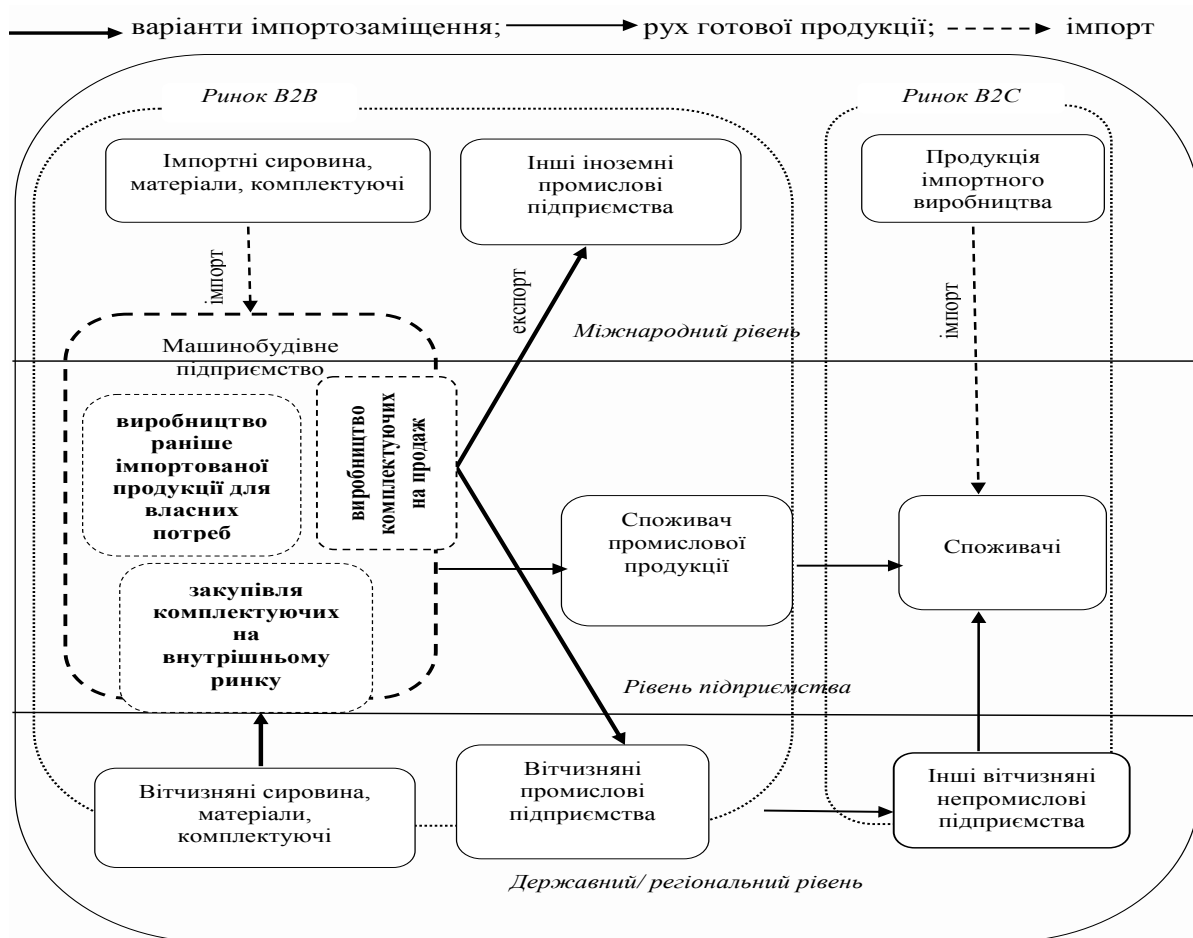 варіанти імпортозаміщення; рух готової продукції; імпорт
Ринок B2B
Ринок B2C
Імпортні сировина,
матеріали, комплектуючі
Інші іноземні
промислові
підприємства
Продукція
імпортного
виробництва
імпорт
експорт
імпорт
Міжнародний рівень
Машинобудівне
підприємство
виробництво
раніше
імпортованої
продукції для
власних
потреб
виробництво
комплектуючих
на продаж
Споживач
промислової
продукції
Споживачі
закупівля
комплектуючих
на
внутрішньому
ринку
Рівень підприємства
Вітчизняні сировина,
матеріали,
комплектуючі
Вітчизняні
промислові
підприємства
Інші вітчизняні
непромислові
підприємства
Державний/ регіональний рівень